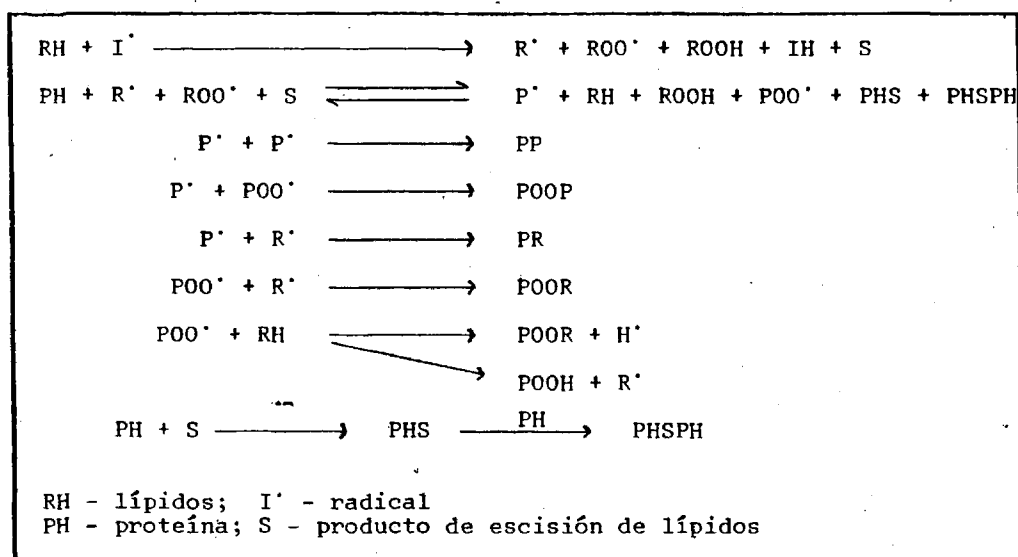 RH + I˙ → R˙ + ROO˙ + ROOH + IH + S
PH + R˙ + ROO˙ + S ⇌ P˙ + RH + ROOH + POO˙ + PHS + PHSPH
P˙ + P˙ → PP
P˙ + POO˙ → POOP
P˙ + R˙ → PR
POO˙ + R˙ → POOR
POO˙ + RH → POOR + H˙
POOH + R˙
PH + S → PHS PH → PHSPH
RH - lípidos; I˙ - radical
PH - proteína; S - producto de escisión de lípidos